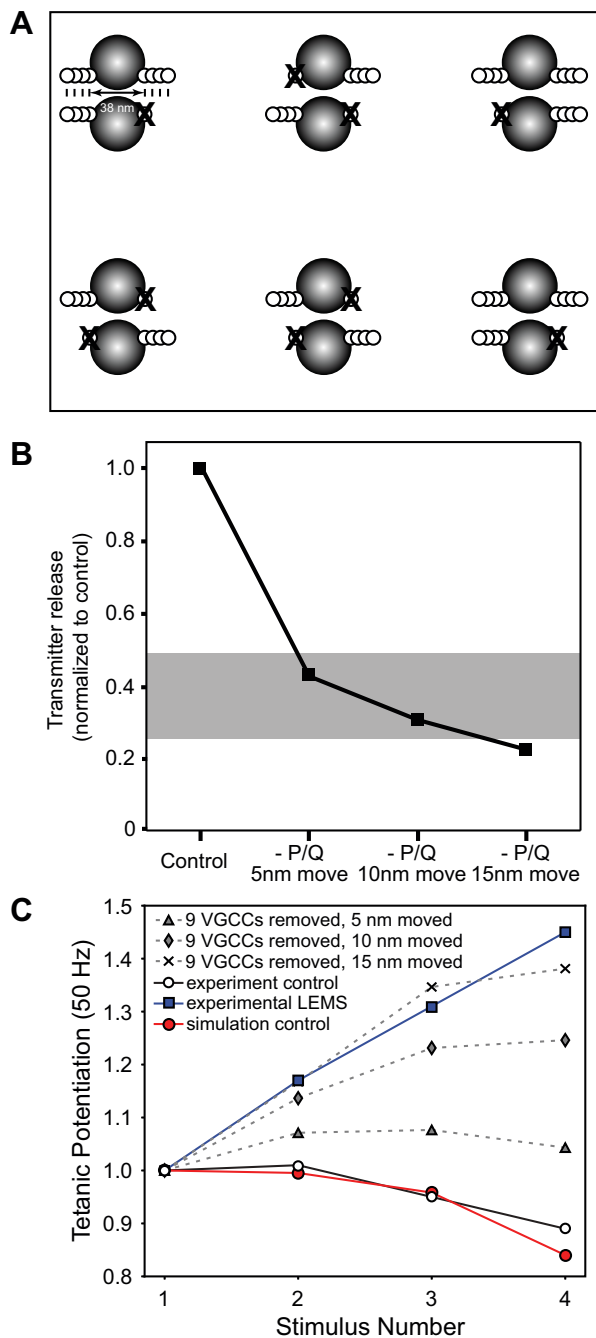 A
38 nm
X
X
X
X
X
X
X
X
X
B
Transmitter release
(normalized to control)
1.0
0.8
0.6
0.4
0.2
0
Control
- P/Q
5nm move
- P/Q
10nm move
- P/Q
15nm move
C
Tetanic Potentiation (50 Hz)
1.5
1.4
1.3
1.2
1.1
1.0
0.9
0.8
9 VGCCs removed, 5 nm moved
9 VGCCs removed, 10 nm moved
9 VGCCs removed, 15 nm moved
experiment control
experimental LEMS
simulation control
1 2 3 4
Stimulus Number